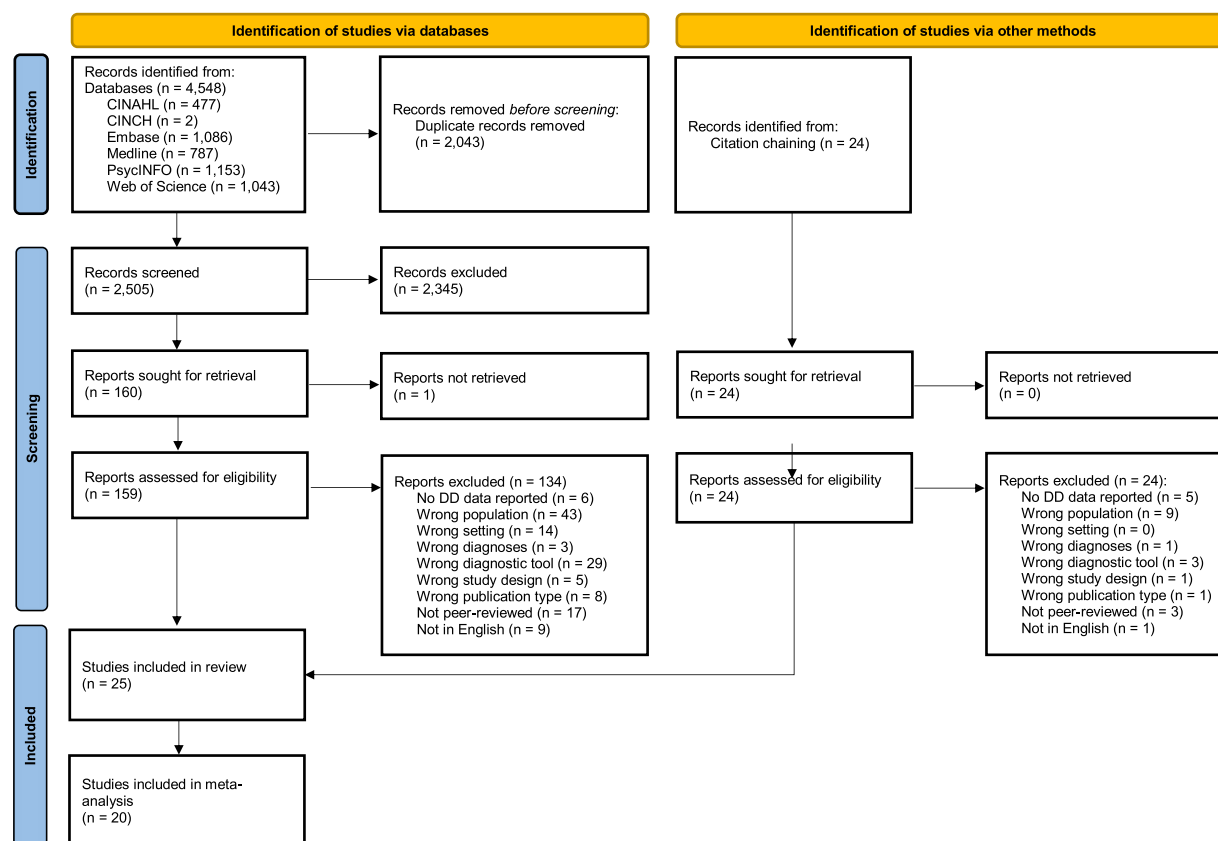 Identification of studies via databases
Identification of studies via other methods
Identification
Records identified from:
Databases (n = 4,548)
CINAHL (n = 477)
CINCH (n = 2)
Embase (n = 1,086)
Medline (n = 787)
PsycINFO (n = 1,153)
Web of Science (n = 1,043)
Records removed before screening:
Duplicate records removed
(n = 2,043)
Records identified from:
Citation chaining (n = 24)
Screening
Records screened
(n = 2,505)
Records excluded
(n = 2,345)
Reports sought for retrieval
(n = 160)
Reports not retrieved
(n = 1)
Reports sought for retrieval
(n = 24)
Reports not retrieved
(n = 0)
Reports assessed for eligibility
(n = 159)
Reports excluded (n = 134)
No DD data reported (n = 6)
Wrong population (n = 43)
Wrong setting (n = 14)
Wrong diagnoses (n = 3)
Wrong diagnostic tool (n = 29)
Wrong study design (n = 5)
Wrong publication type (n = 8)
Not peer-reviewed (n = 17)
Not in English (n = 9)
Reports assessed for eligibility
(n = 24)
Reports excluded (n = 24):
No DD data reported (n = 5)
Wrong population (n = 9)
Wrong setting (n = 0)
Wrong diagnoses (n = 1)
Wrong diagnostic tool (n = 3)
Wrong study design (n = 1)
Wrong publication type (n = 1)
Not peer-reviewed (n = 3)
Not in English (n = 1)
Included
Studies included in review
(n = 25)
Studies included in meta-
analysis
(n = 20)